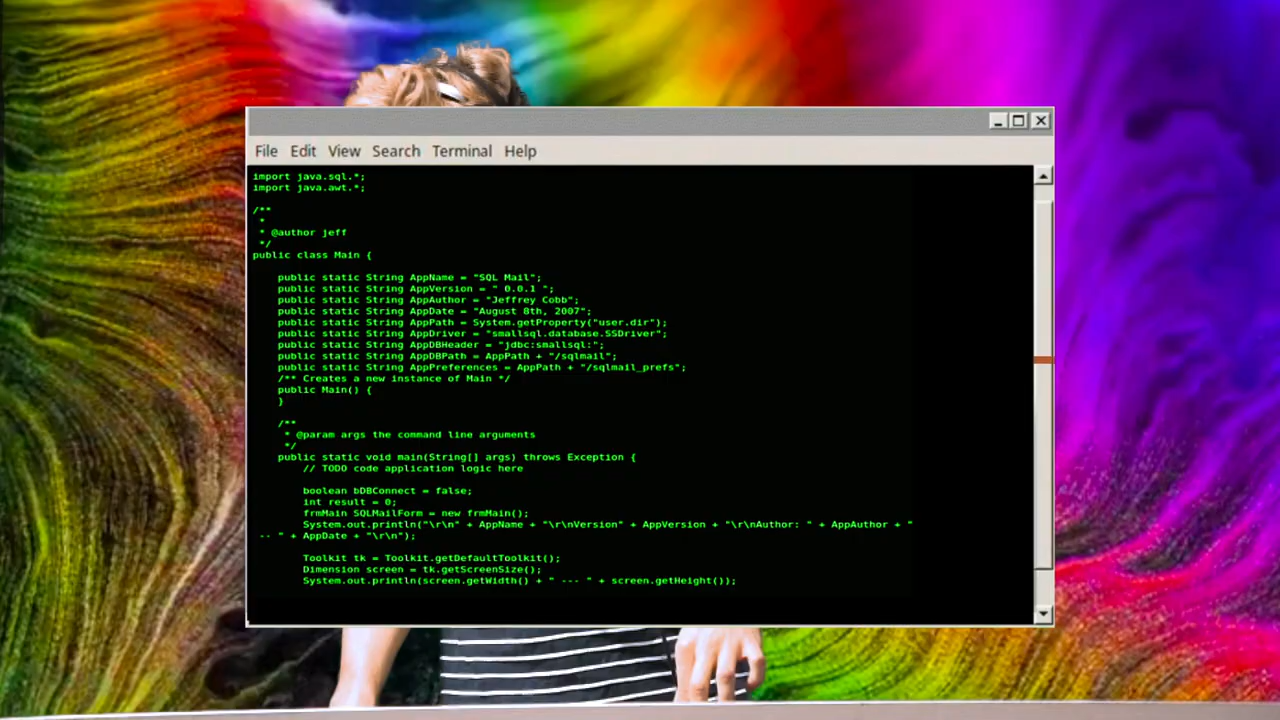 File Edit View Search Terminal Help
import java.sql.*;
import java.awt.*;
/**
*
* @author jeff
*/
public class Main {
public static String AppName = "SQL Mail";
public static String AppVersion = " 0.0.1 ";
public static String AppAuthor = "Jeffrey Cobb";
public static String AppDate = "August 8th, 2007";
public static String AppPath = System.getProperty("user.dir");
public static String AppDriver = "smallsql.database.SSDriver";
public static String AppDBHeader = "jdbc:smallsql:";
public static String AppDBPath = AppPath + "/sqlmail";
public static String AppPreferences = AppPath + "/sqlmail_prefs";
/** Creates a new instance of Main */
public Main() {
}
/**
* @param args the command line arguments
*/
public static void main(String[] args) throws Exception {
// TODO code application logic here
boolean bDBConnect = false;
int result = 0;
frmMain SQLMailForm = new frmMain();
System.out.println("\r\n" + AppName + "\r\nVersion" + AppVersion + "\r\nAuthor: " + AppAuthor + "
-- " + AppDate + "\r\n");
Toolkit tk = Toolkit.getDefaultToolkit();
Dimension screen = tk.getScreenSize();
System.out.println(screen.getWidth() + " --- " + screen.getHeight());